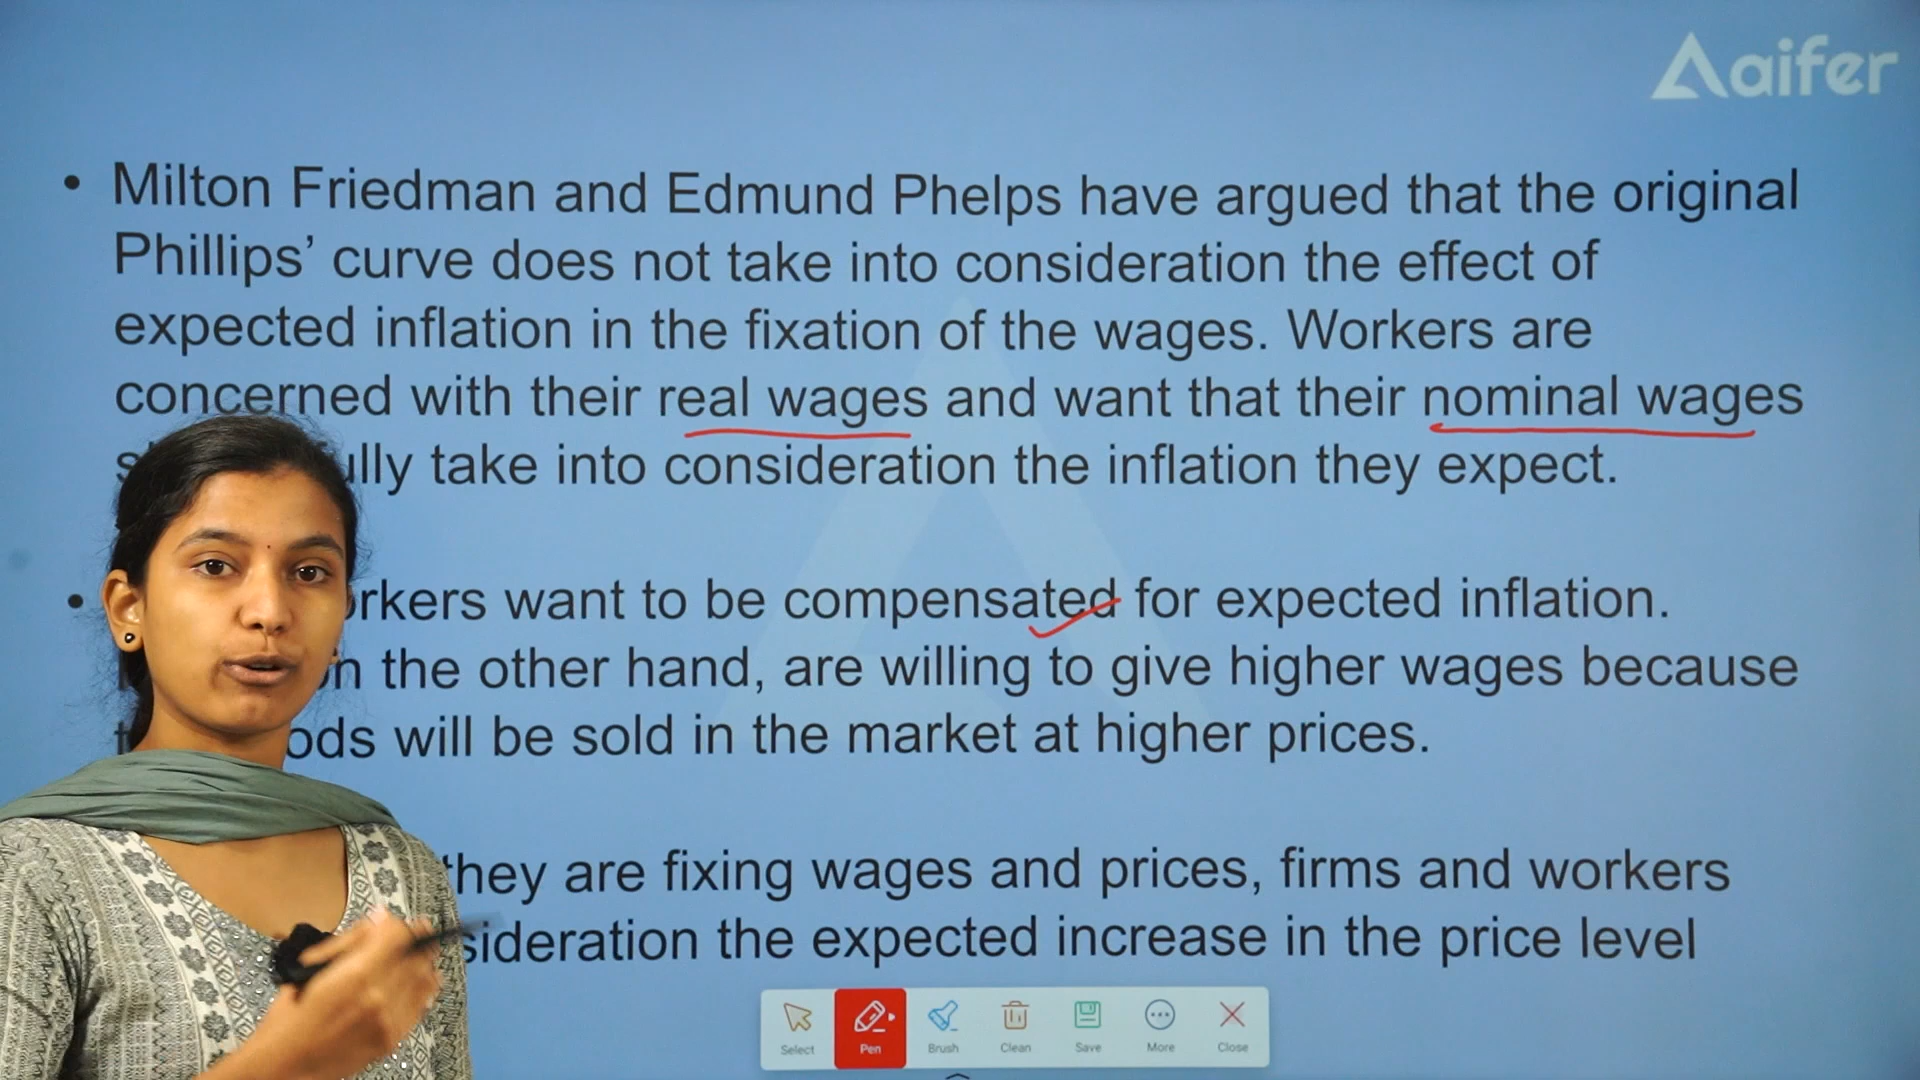 aifer
• Milton Friedman and Edmund Phelps have argued that the original
Phillips’ curve does not take into consideration the effect of
expected inflation in the fixation of the wages. Workers are
concerned with their real wages and want that their nominal wages
take into consideration the inflation they expect.
• want to be compensated for expected inflation.
the other hand, are willing to give higher wages because
will be sold in the market at higher prices.
they are fixing wages and prices, firms and workers
the expected increase in the price level
Select Pen Brush Clean Save More Close